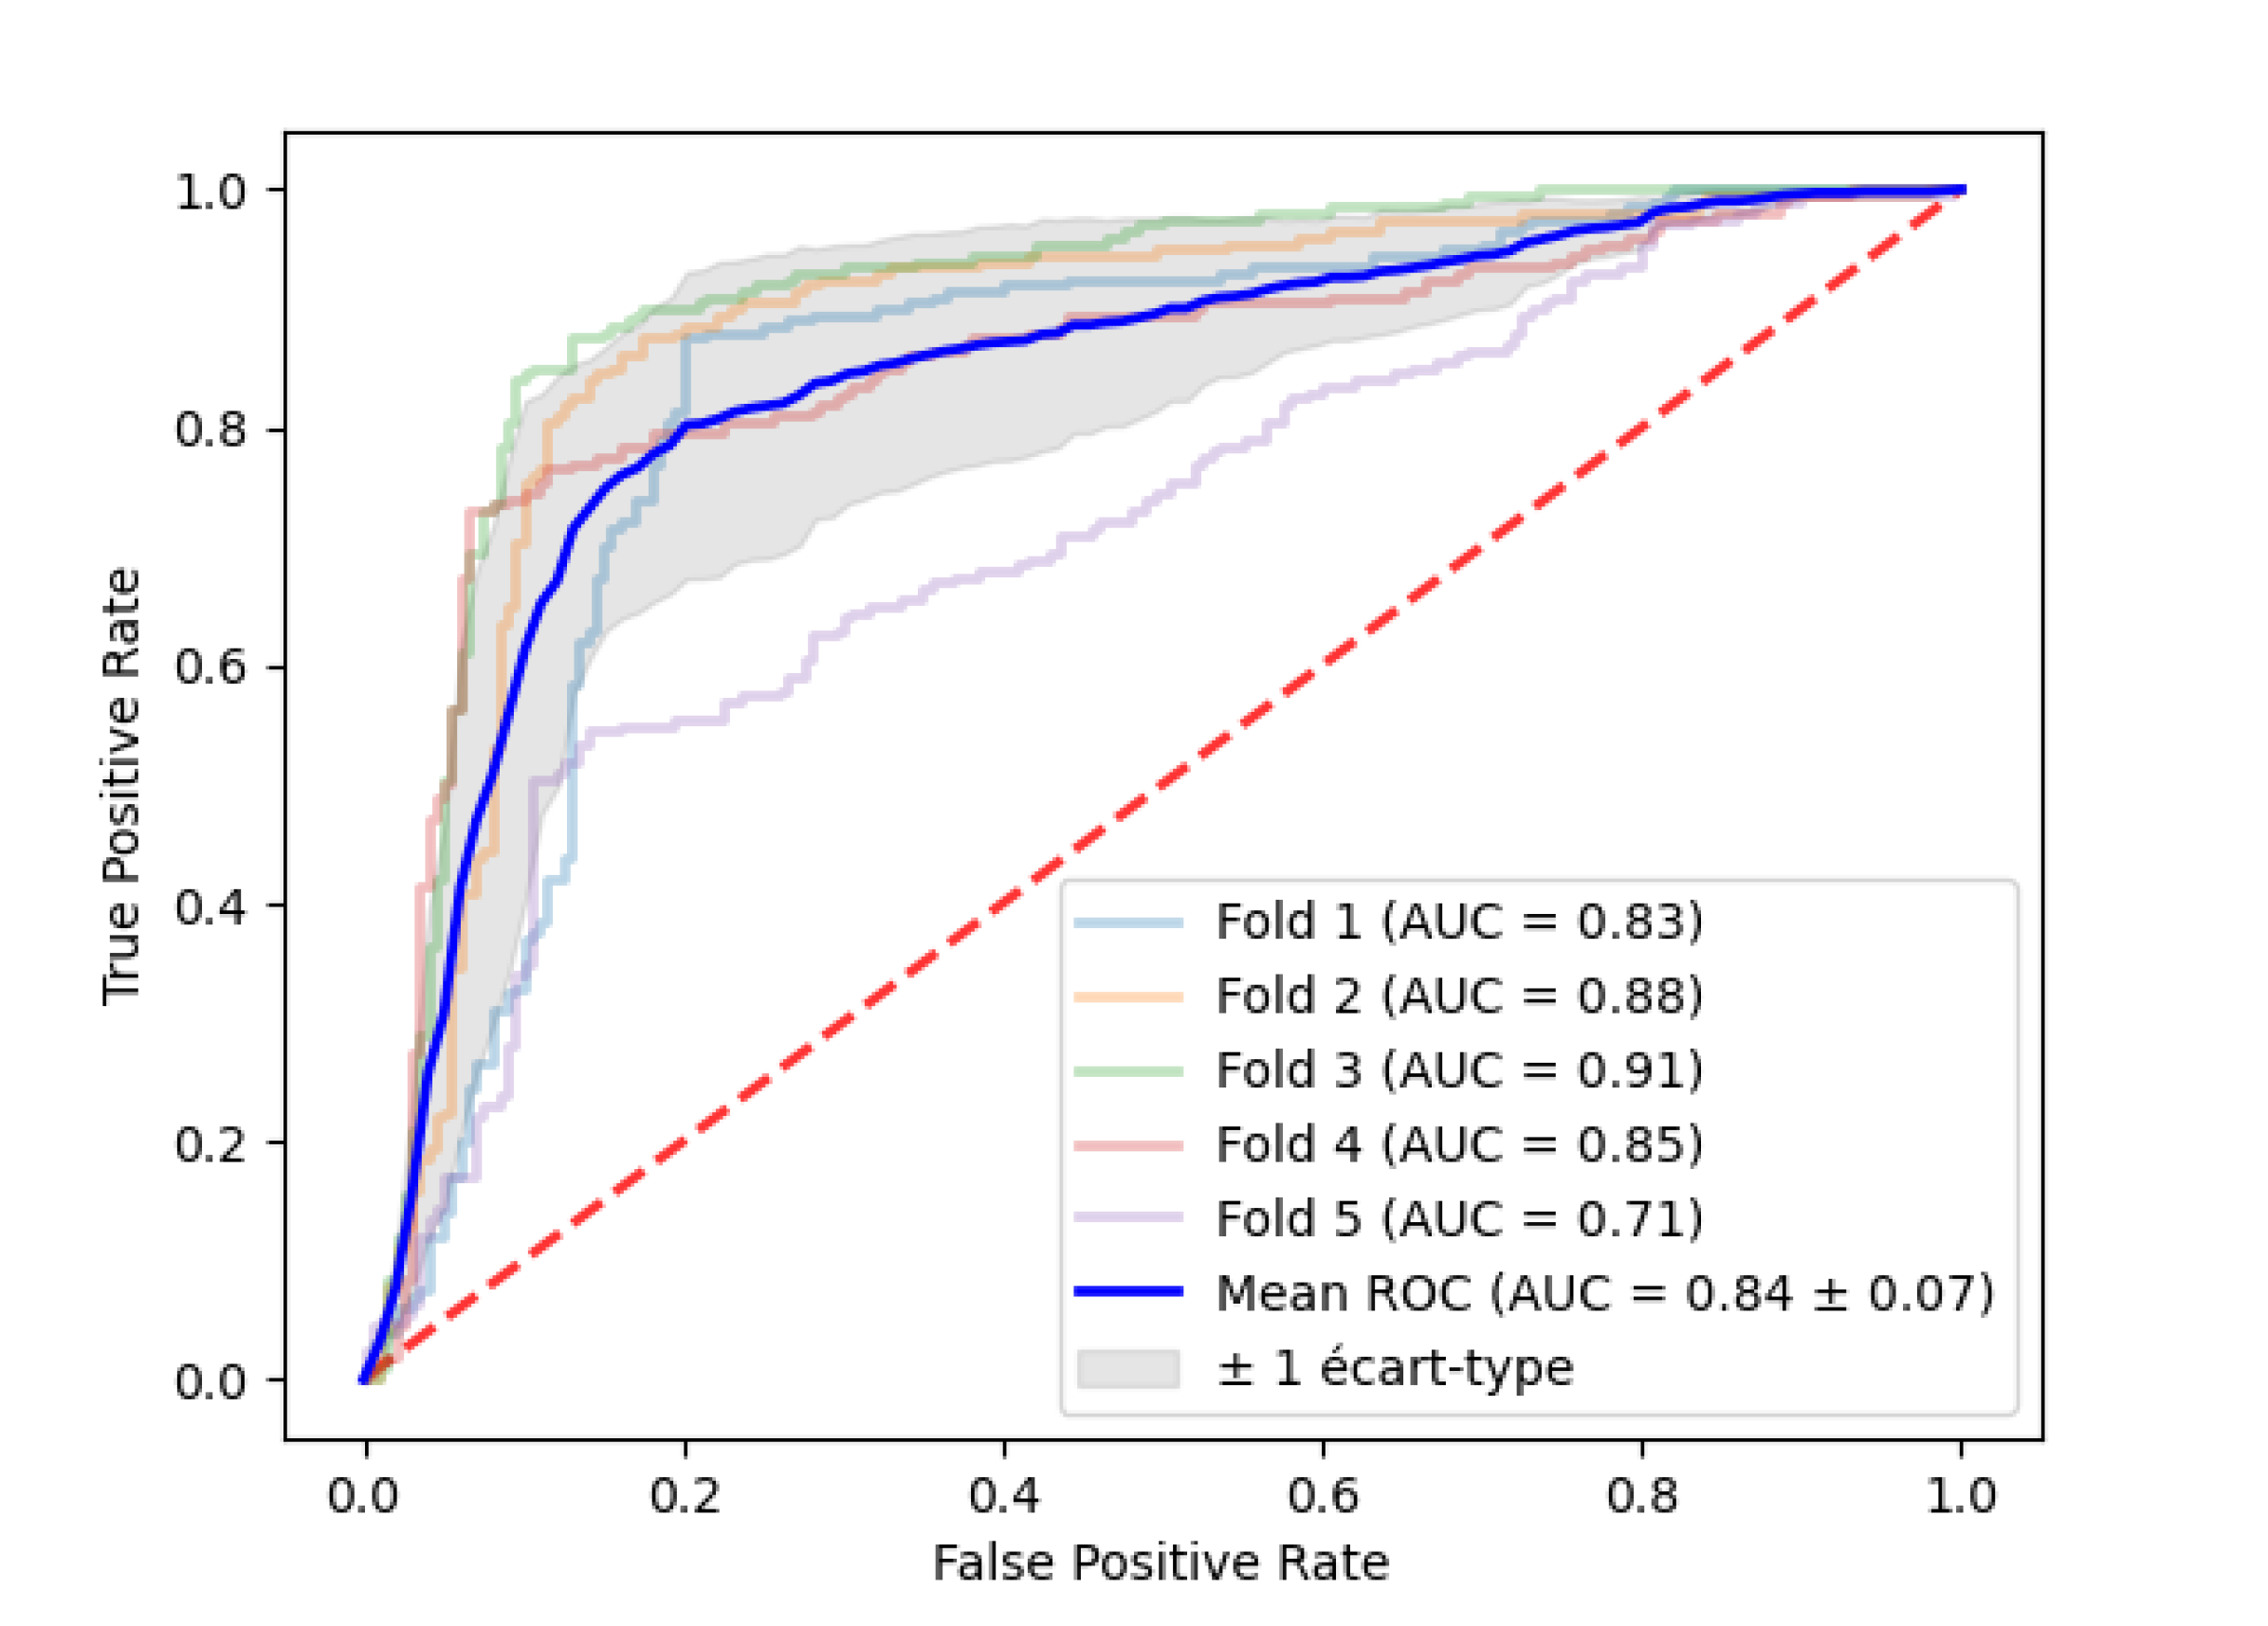 1.0
0.8
0.6
0.4
0.2
0.0
True Positive Rate
0.0 0.2 0.4 0.6 0.8 1.0
False Positive Rate
Fold 1 (AUC = 0.83)
Fold 2 (AUC = 0.88)
Fold 3 (AUC = 0.91)
Fold 4 (AUC = 0.85)
Fold 5 (AUC = 0.71)
Mean ROC (AUC = 0.84 ± 0.07)
± 1 écart-type